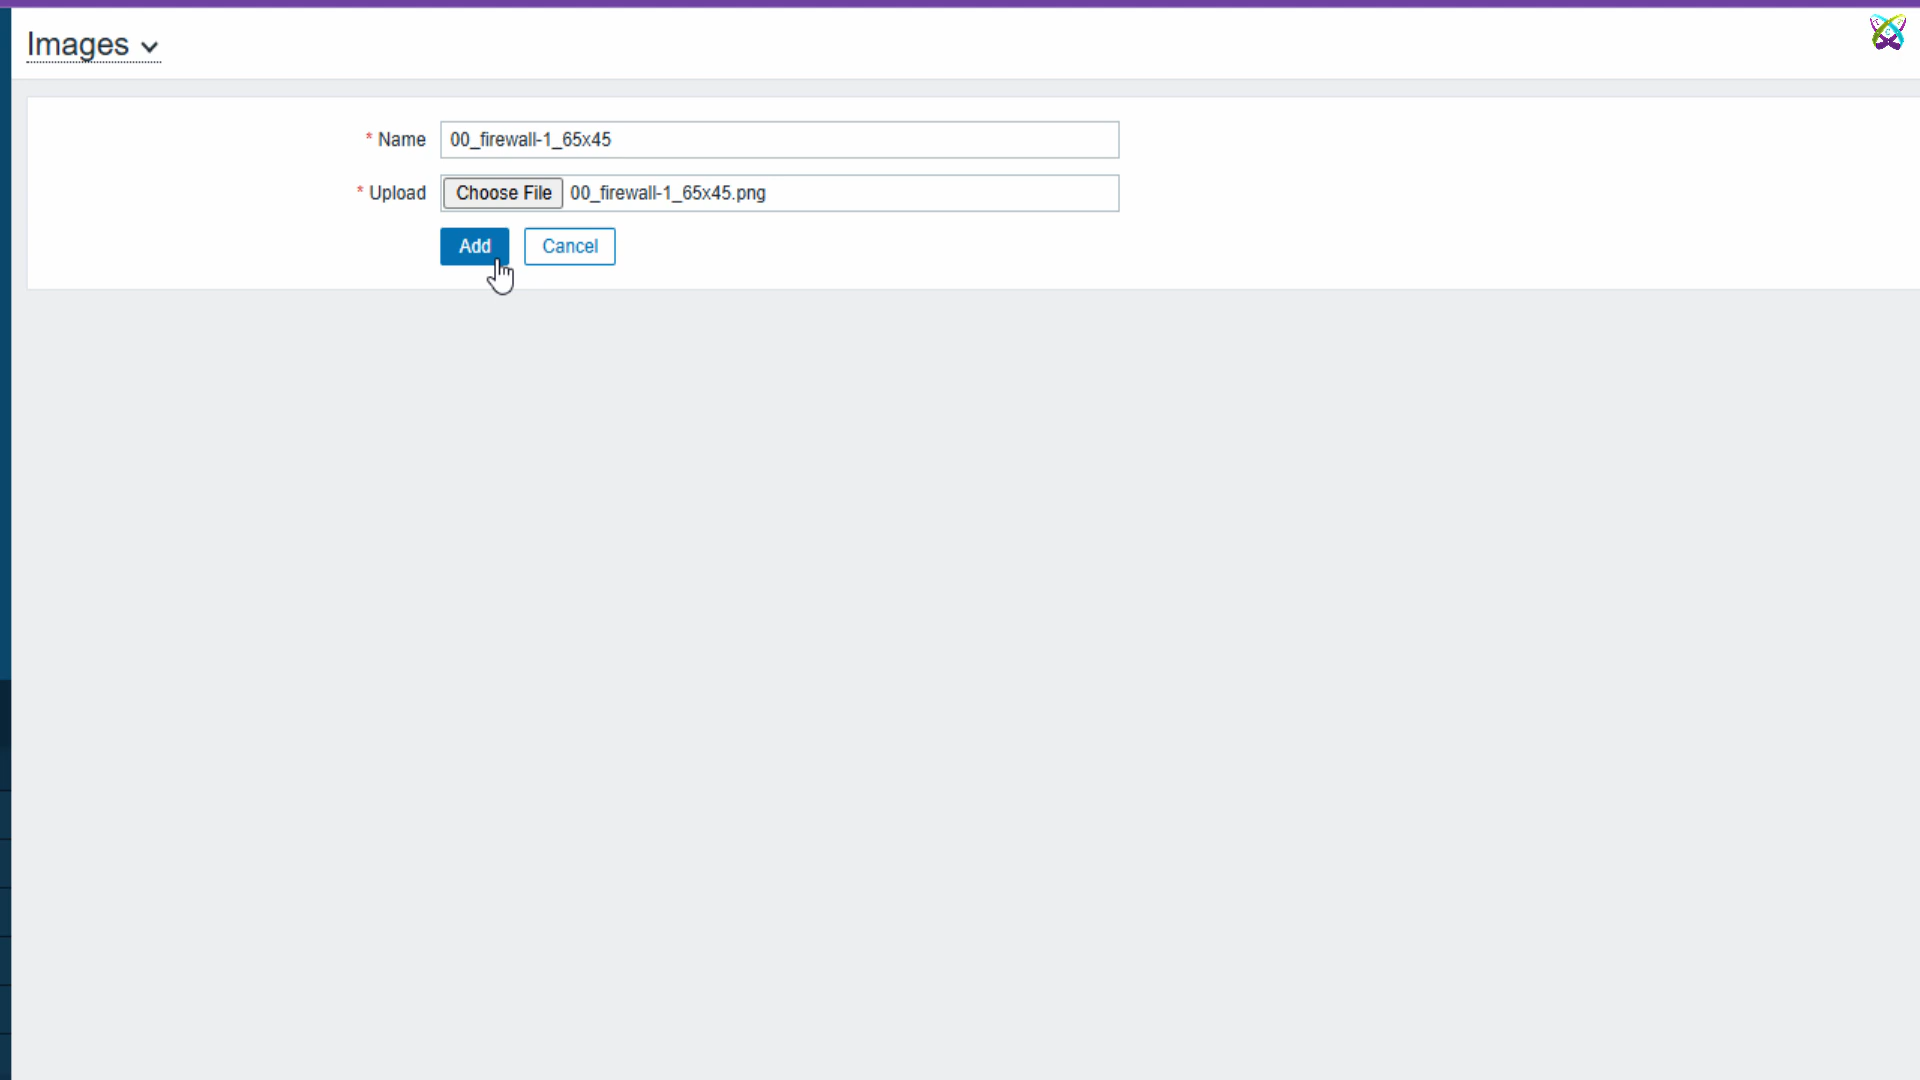 Images
* Name 00_firewall-1_65x45
* Upload Choose File 00_firewall-1_65x45.png
Add Cancel